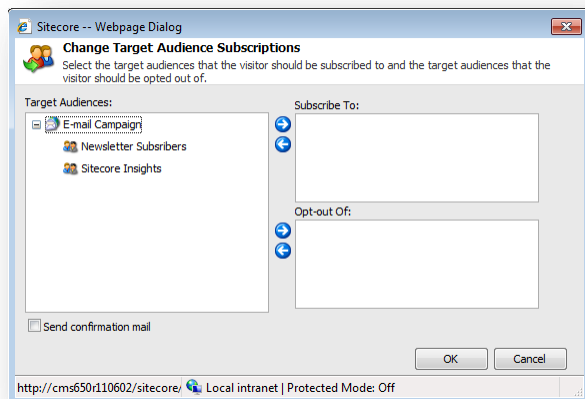 Sitecore -- Webpage Dialog
Change Target Audience Subscriptions
Select the target audiences that the visitor should be subscribed to and the target audiences that the
visitor should be opted out of.
Target Audiences:
E-mail Campaign
Newsletter Subsribers
Sitecore Insights
Subscribe To:
Opt-out Of:
Send confirmation mail
OK
Cancel
http://cms650r110602/sitecore/ Local intranet | Protected Mode: Off